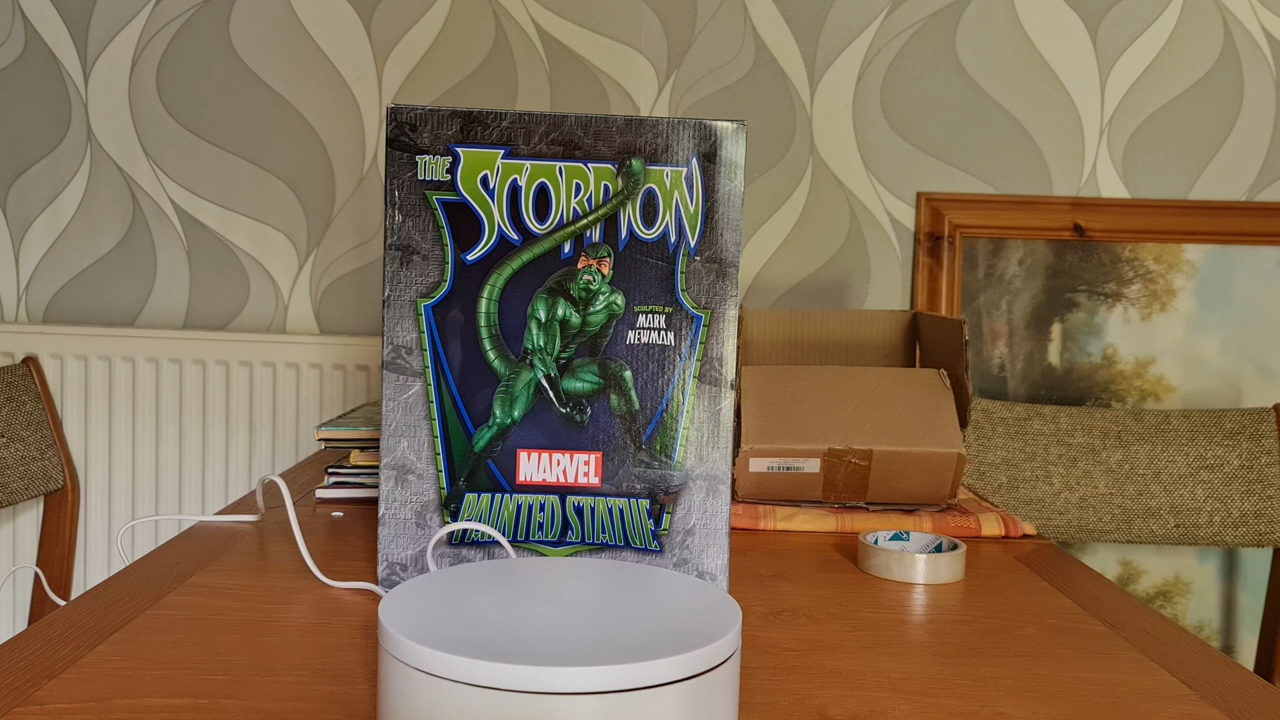 THE
SCORPION
SCULPTED BY
MARK
NEWMAN
MARVEL
PAINTED STATUE